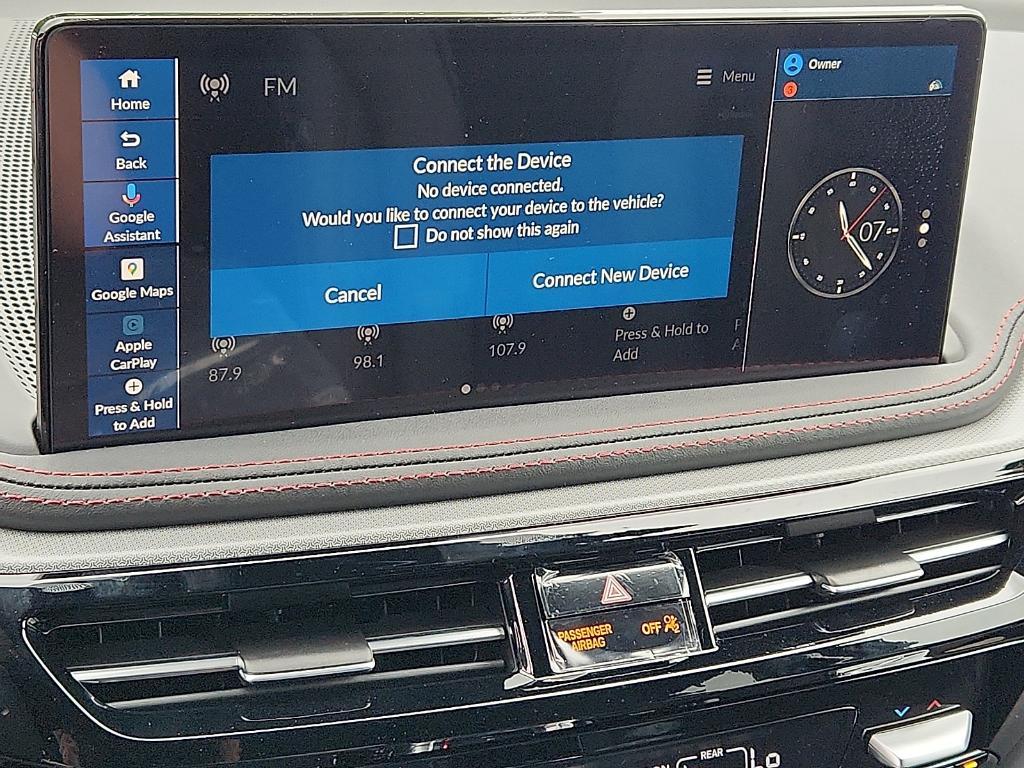 Home
Back
Google
Assistant
Google Maps
Apple
CarPlay
Press & Hold
to Add
FM
Menu
Connect the Device
No device connected.
Would you like to connect your device to the vehicle?
Do not show this again
Cancel
Connect New Device
87.9
98.1
107.9
Press & Hold to
Add
Owner
3
07
PASSENGER
AIRBAG
OFF
REAR